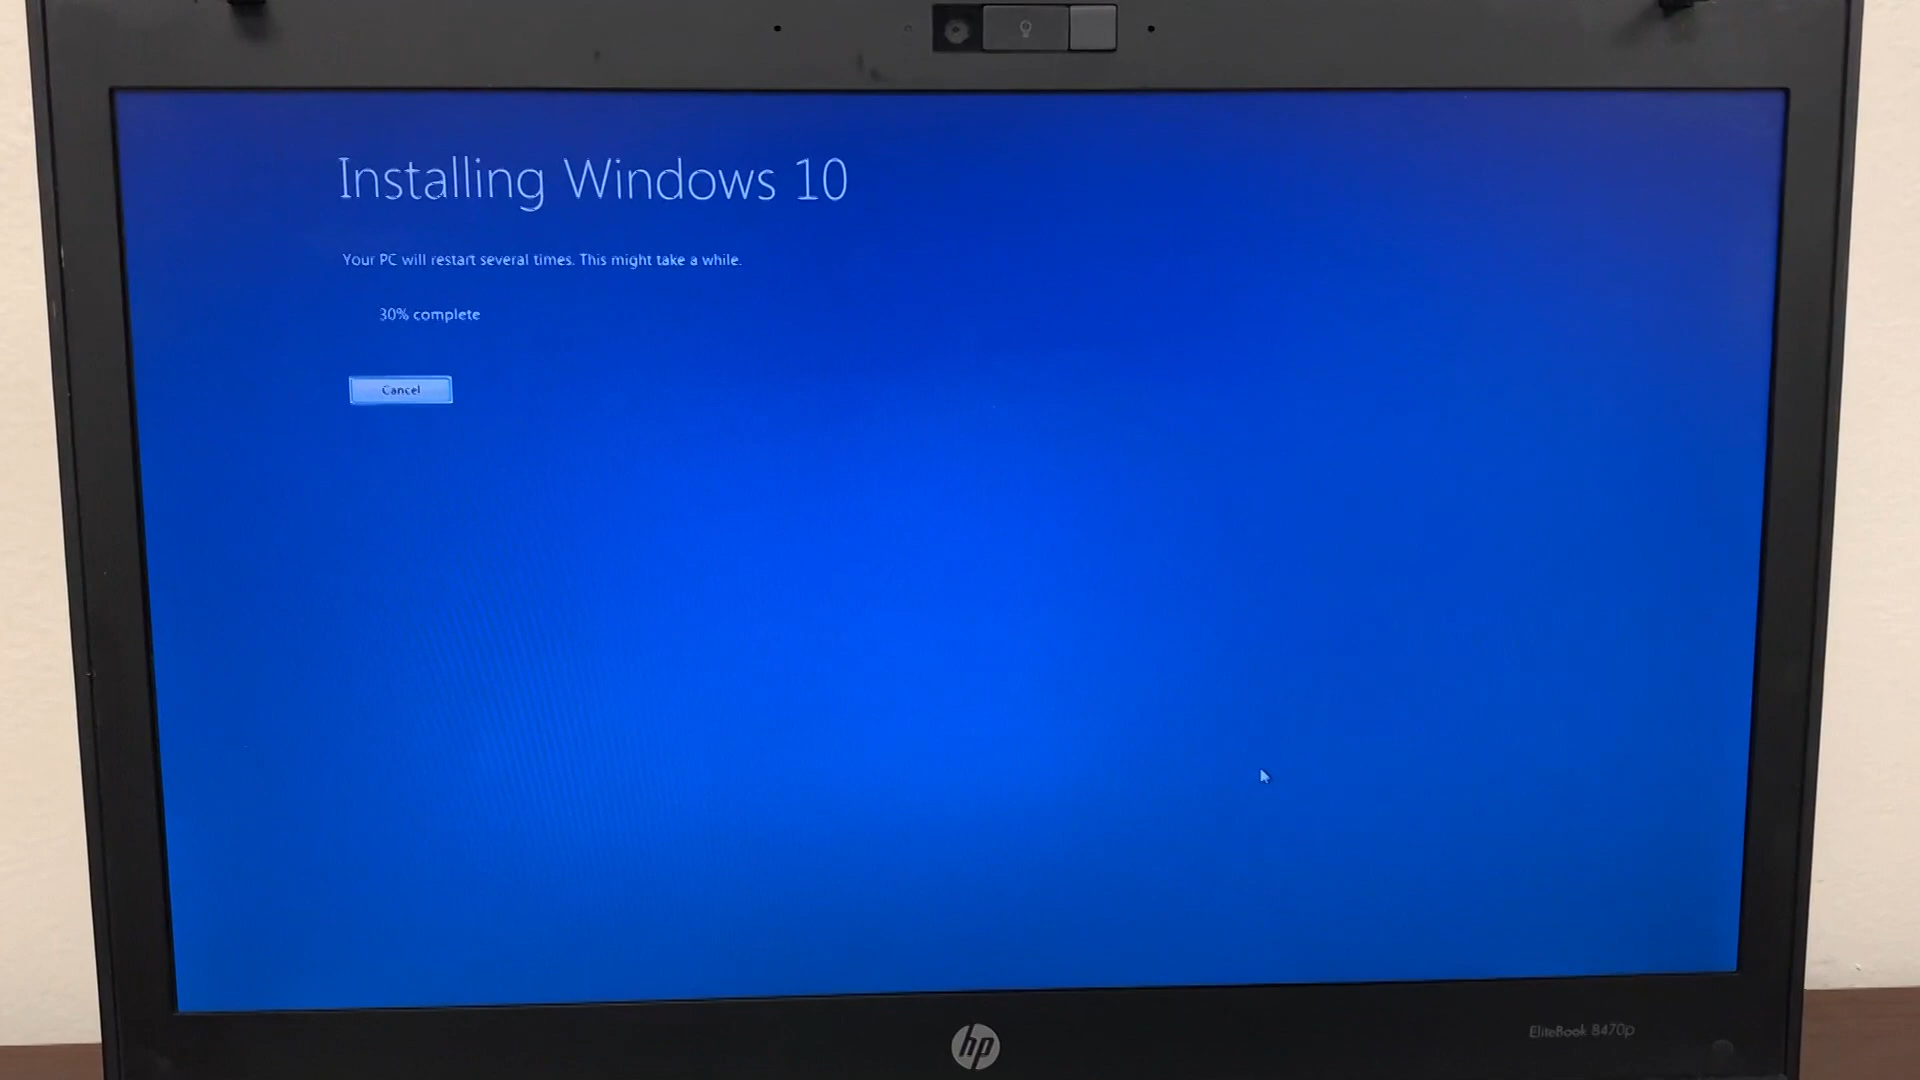 Installing Windows 10
Your PC will restart several times. This might take a while.
30% complete
Cancel
hp
EliteBook 8470p